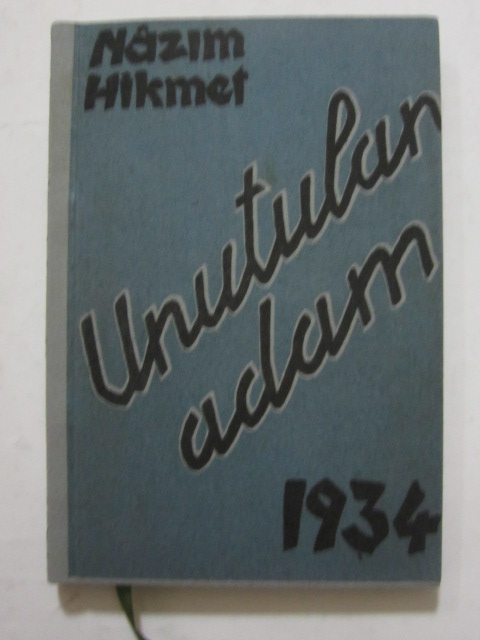 Nâzım
Hikmet
Unutulan
adam
1934